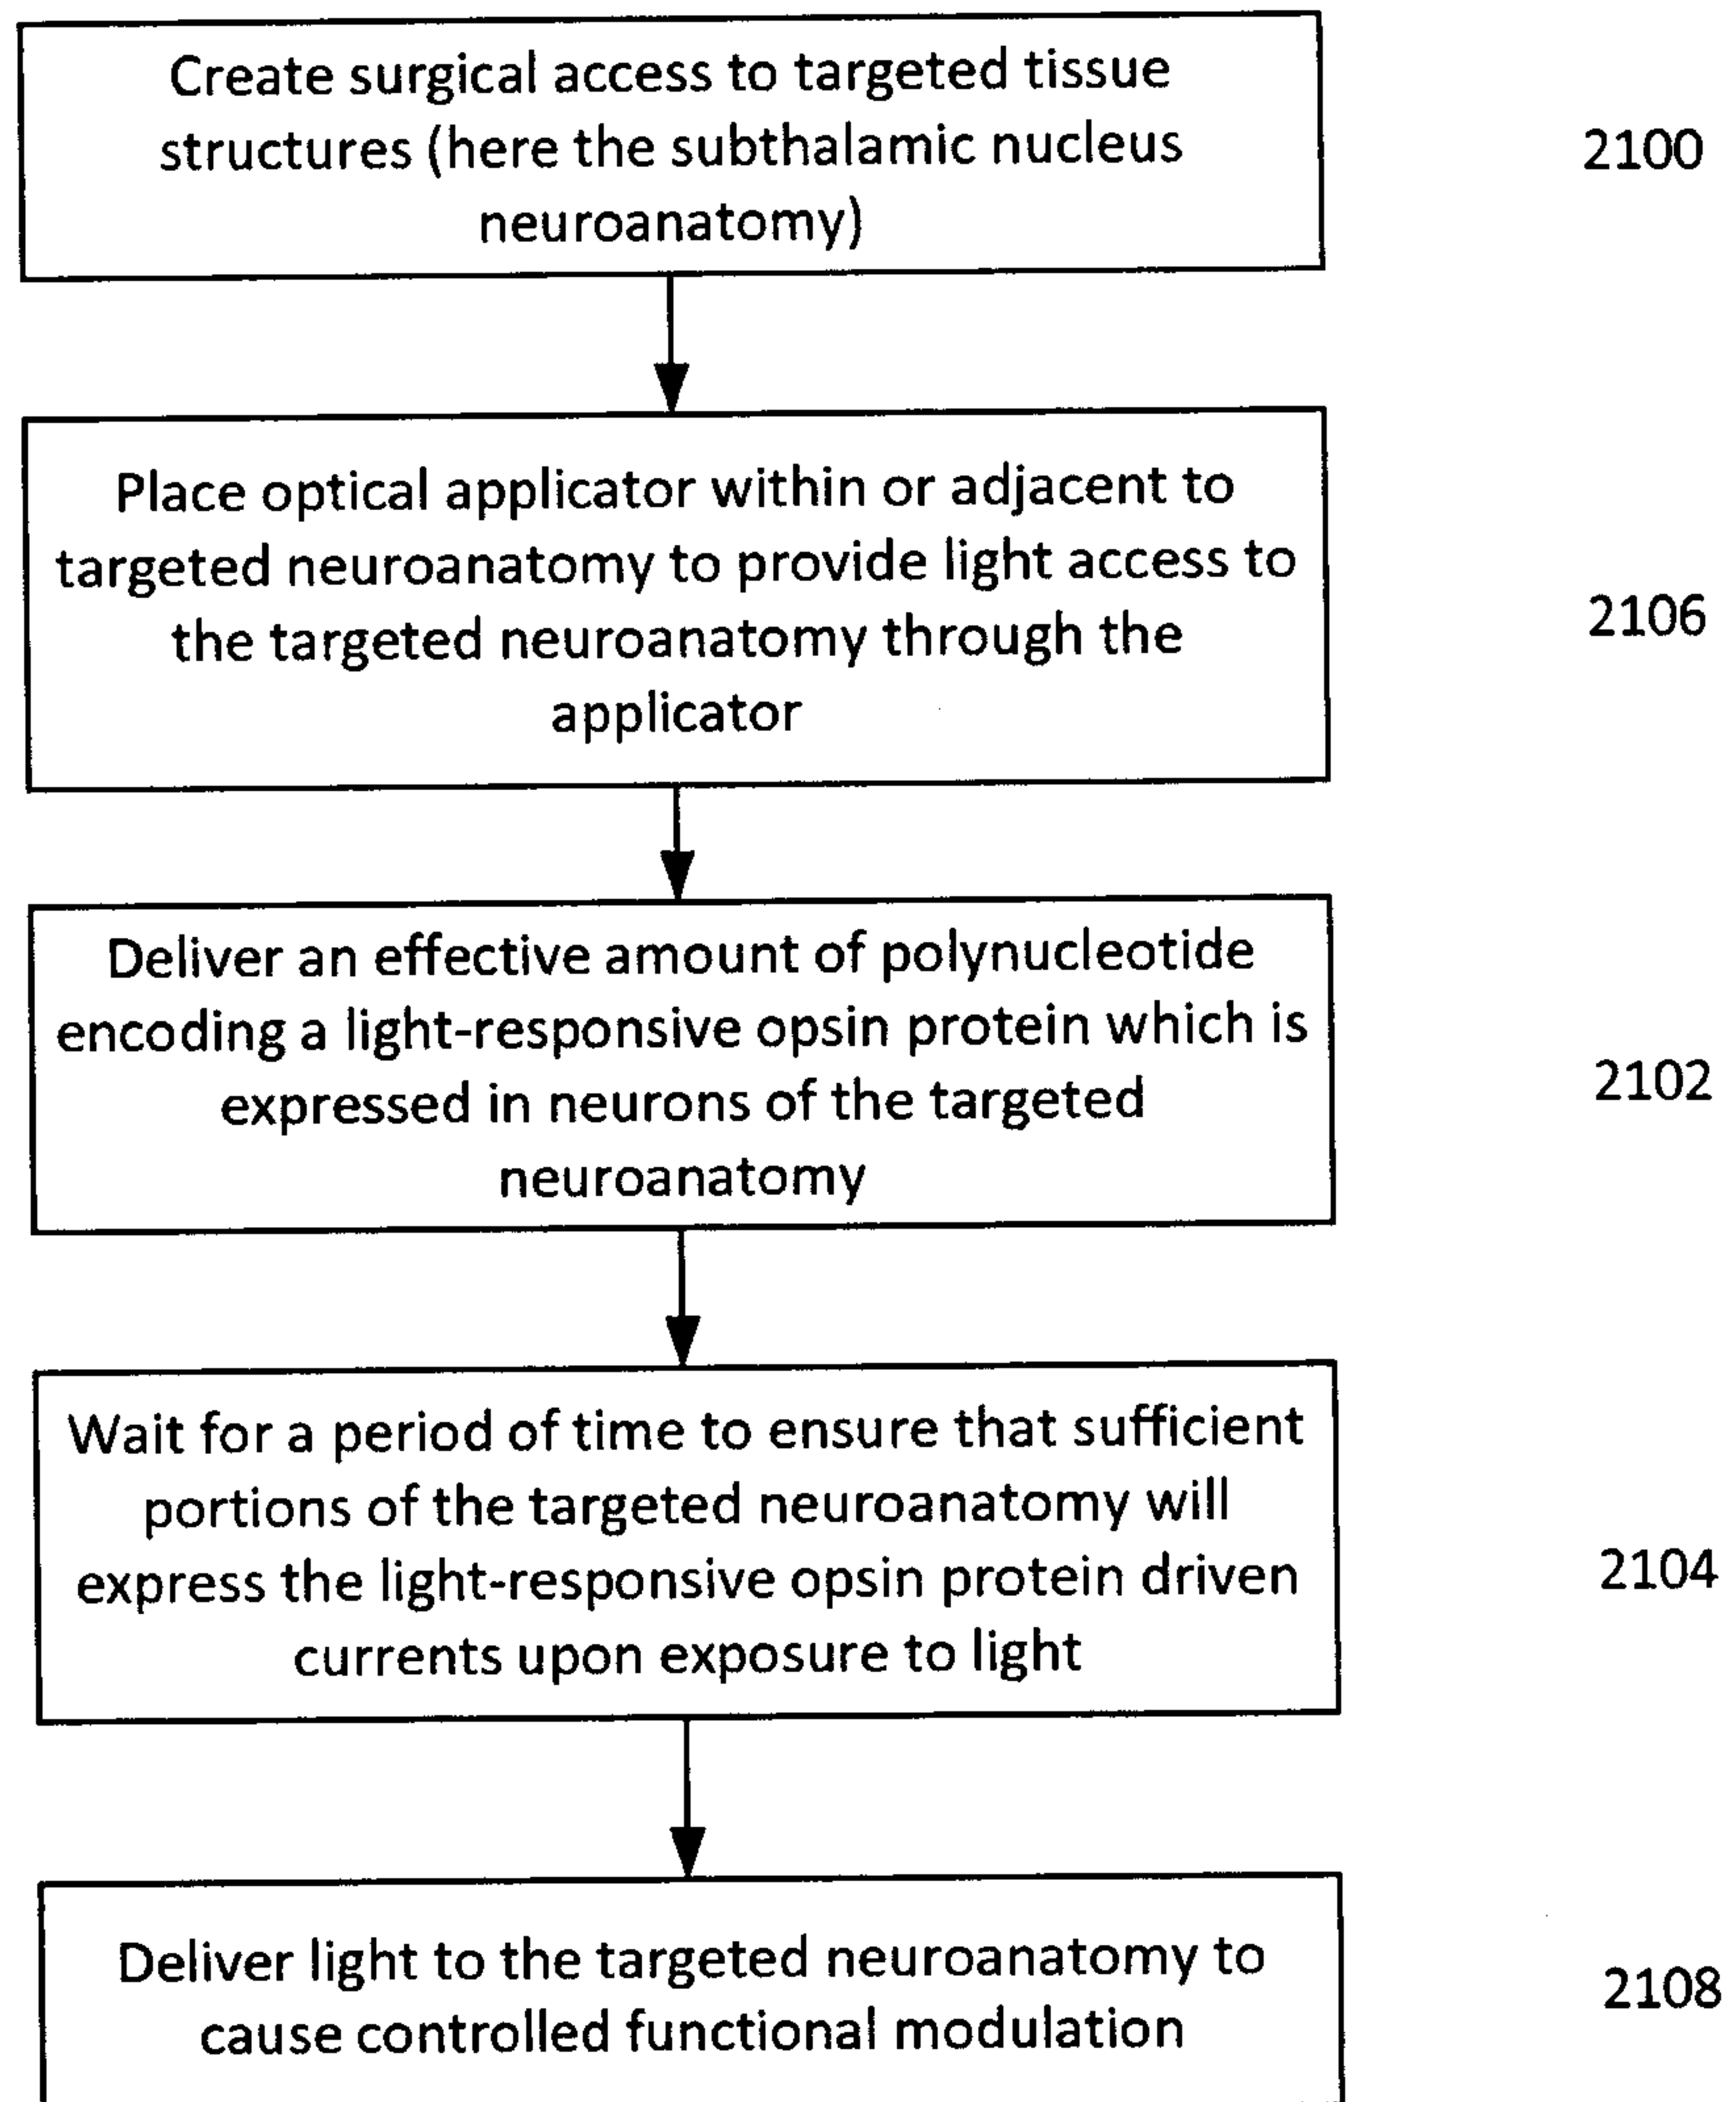 Create surgical access to targeted tissue
structures (here the subthalamic nucleus
neuroanatomy)
2100
Place optical applicator within or adjacent to
targeted neuroanatomy to provide light access to
the targeted neuroanatomy through the
applicator
2106
Deliver an effective amount of polynucleotide
encoding a light-responsive opsin protein which is
expressed in neurons of the targeted
neuroanatomy
2102
Wait for a period of time to ensure that sufficient
portions of the targeted neuroanatomy will
express the light-responsive opsin protein driven
currents upon exposure to light
2104
Deliver light to the targeted neuroanatomy to
cause controlled functional modulation
2108